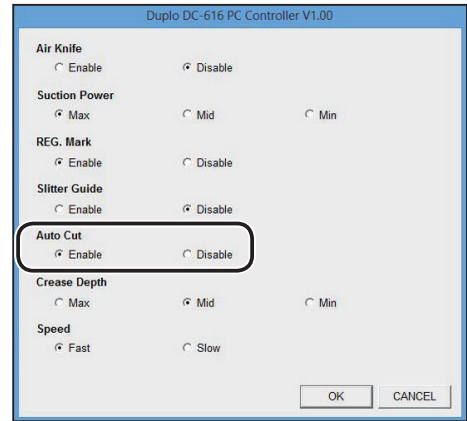 Duplo DC-616 PC Controller V1.00
Air Knife
Enable Disable
Suction Power
Max Mid Min
REG. Mark
Enable Disable
Slitter Guide
Enable Disable
Auto Cut
Enable Disable
Crease Depth
Max Mid Min
Speed
Fast Slow
OK CANCEL